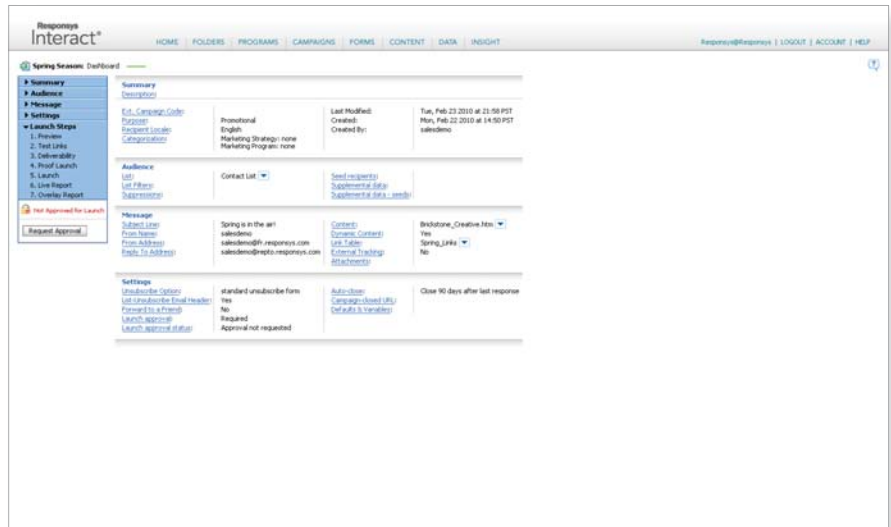 Responsys
Interact*
HOME | FOLDERS | PROGRAMS | CAMPAIGNS | FORMS | CONTENT | DATA | INSIGHT
Responsys@Responsys | LOGOUT | ACCOUNT | HELP
Spring Season: Dashboard
Summary
Audience
Message
Settings
Launch Steps
1. Preview
2. Test Links
3. Deliverability
4. Proof Launch
5. Launch
6. Live Report
7. Overlay Report
Not Approved for Launch
Request Approval
Summary
Description:
Ext. Campaign Code:
Purpose: Promotional
Recipient Locale: English
Categorization: Marketing Strategy: none
Marketing Program: none
Last Modified: Tue, Feb 23 2010 at 21:58 PST
Created: Mon, Feb 22 2010 at 14:50 PST
Created By: salesdemo
Audience
List: Contact List
List Filters:
Suppressions:
Seed recipients:
Supplemental data:
Supplemental data - seeds:
Message
Subject Line: Spring is in the air!
From Name: salesdemo
From Address: salesdemo@fr.responsys.com
Reply To Address: salesdemo@repto.responsys.com
Content: Brickstone_Creative.htm
Dynamic Content: Yes
Link Table: Spring_Links
External Tracking: No
Attachments:
Settings
Unsubscribe Option: standard unsubscribe form
List-Unsubscribe Email Header: Yes
Forward to a Friend: No
Launch approval: Required
Launch approval status: Approval not requested
Auto-close: Close 90 days after last response
Campaign-closed URL:
Defaults & Variables: